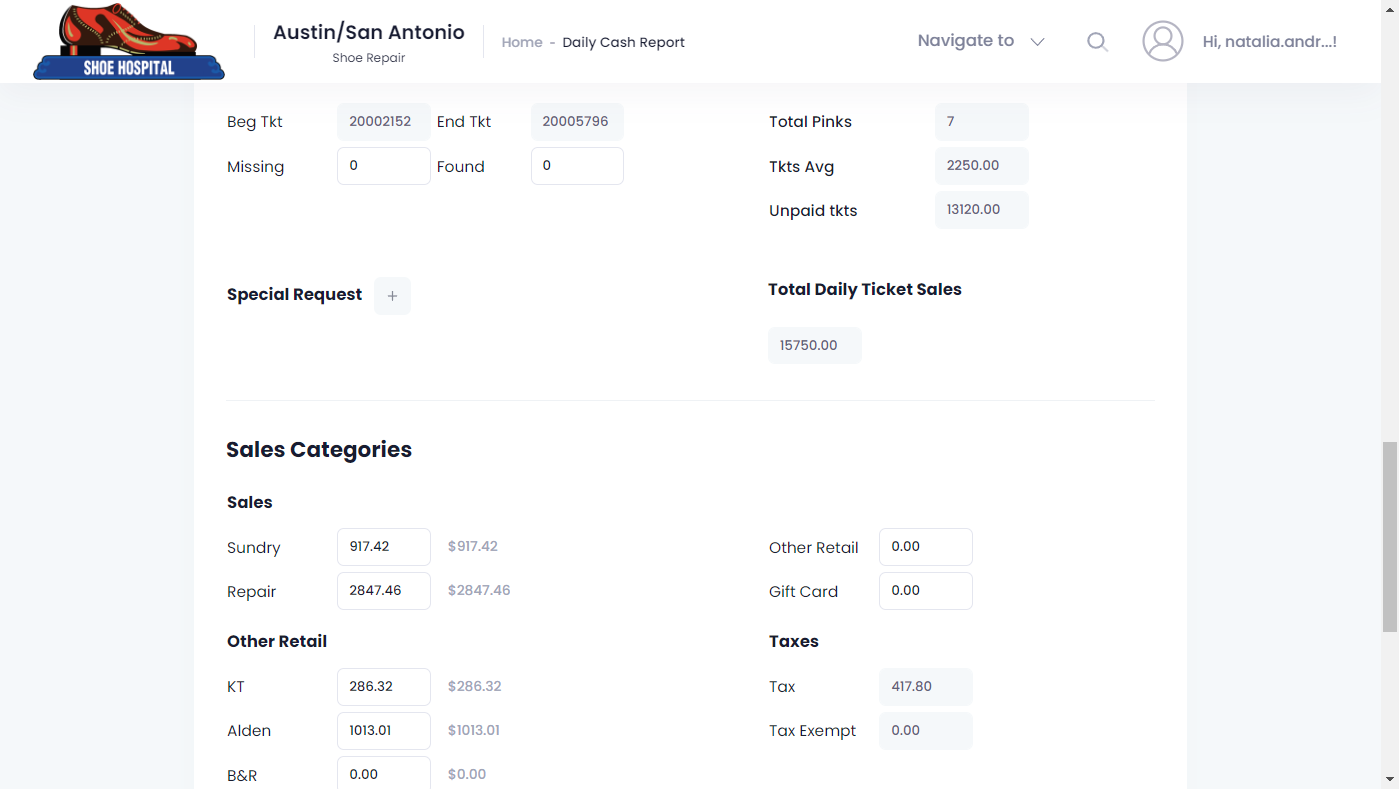 SHOE HOSPITAL
Austin/San Antonio
Shoe Repair
Home - Daily Cash Report
Navigate to
Hi, natalia.andr...!
Beg Tkt 20002152 End Tkt 20005796
Total Pinks 7
Missing 0 Found 0
Tkts Avg 2250.00
Unpaid tkts 13120.00
Special Request +
Total Daily Ticket Sales
15750.00
Sales Categories
Sales
Sundry 917.42 $917.42
Other Retail 0.00
Repair 2847.46 $2847.46
Gift Card 0.00
Other Retail
Taxes
KT 286.32 $286.32
Tax 417.80
Alden 1013.01 $1013.01
Tax Exempt 0.00
B&R 0.00 $0.00